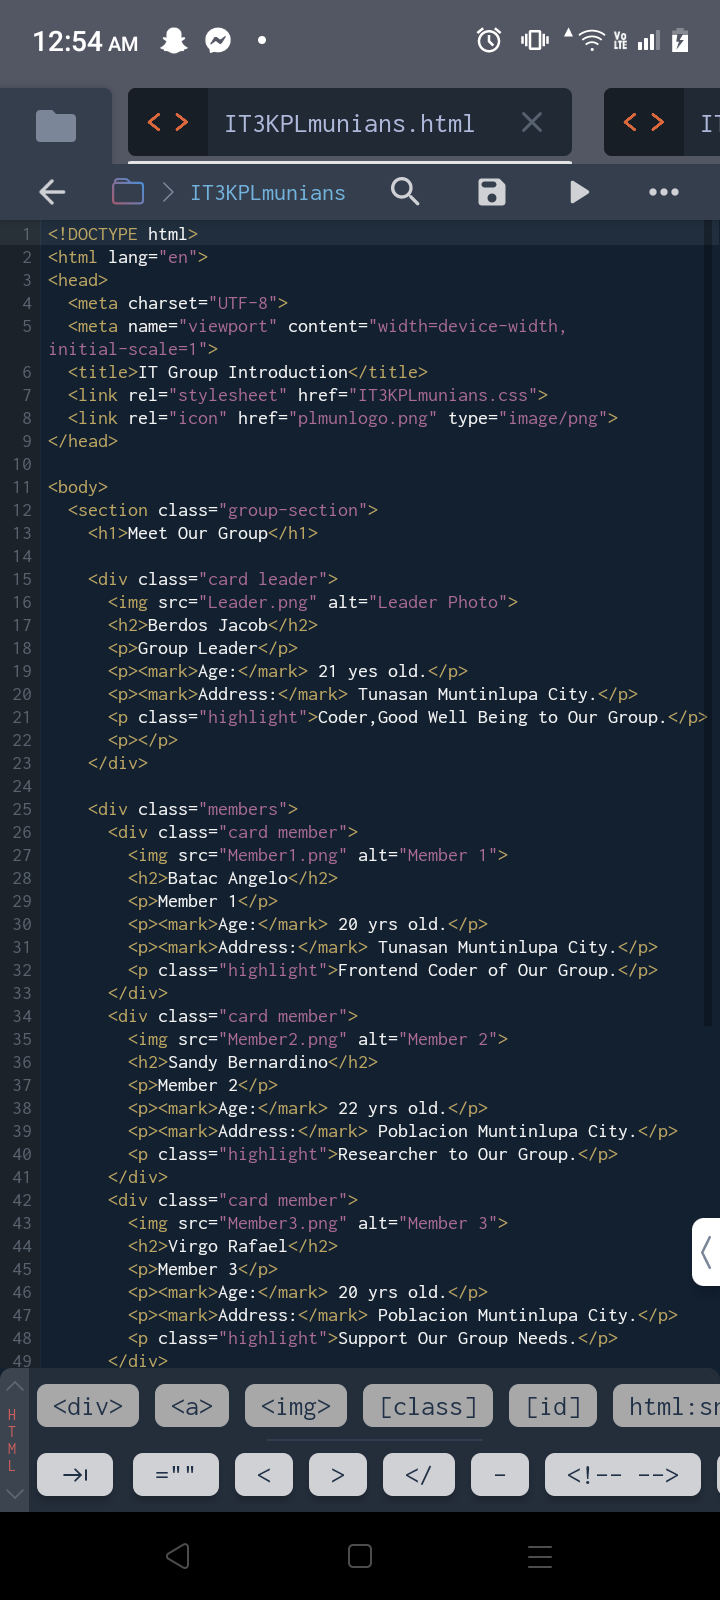 12:54 AM
VO LTE
<> IT3KPLmunians.html × <> IT
> IT3KPLmunians
1 <!DOCTYPE html>
2 <html lang="en">
3 <head>
4 <meta charset="UTF-8">
5 <meta name="viewport" content="width=device-width,
initial-scale=1">
6 <title>IT Group Introduction</title>
7 <link rel="stylesheet" href="IT3KPLmunians.css">
8 <link rel="icon" href="plmunlogo.png" type="image/png">
9 </head>
10
11 <body>
12 <section class="group-section">
13 <h1>Meet Our Group</h1>
14
15 <div class="card leader">
16 <img src="Leader.png" alt="Leader Photo">
17 <h2>Berdos Jacob</h2>
18 <p>Group Leader</p>
19 <p><mark>Age:</mark> 21 yes old.</p>
20 <p><mark>Address:</mark> Tunasan Muntinlupa City.</p>
21 <p class="highlight">Coder,Good Well Being to Our Group.</p>
22 <p></p>
23 </div>
24
25 <div class="members">
26 <div class="card member">
27 <img src="Member1.png" alt="Member 1">
28 <h2>Batac Angelo</h2>
29 <p>Member 1</p>
30 <p><mark>Age:</mark> 20 yrs old.</p>
31 <p><mark>Address:</mark> Tunasan Muntinlupa City.</p>
32 <p class="highlight">Frontend Coder of Our Group.</p>
33 </div>
34 <div class="card member">
35 <img src="Member2.png" alt="Member 2">
36 <h2>Sandy Bernardino</h2>
37 <p>Member 2</p>
38 <p><mark>Age:</mark> 22 yrs old.</p>
39 <p><mark>Address:</mark> Poblacion Muntinlupa City.</p>
40 <p class="highlight">Researcher to Our Group.</p>
41 </div>
42 <div class="card member">
43 <img src="Member3.png" alt="Member 3">
44 <h2>Virgo Rafael</h2>
45 <p>Member 3</p>
46 <p><mark>Age:</mark> 20 yrs old.</p>
47 <p><mark>Address:</mark> Poblacion Muntinlupa City.</p>
48 <p class="highlight">Support Our Group Needs.</p>
49 </div>
HTML
<div> <a> <img> [class] [id] html:sn
="" < > </ - <!-- -->